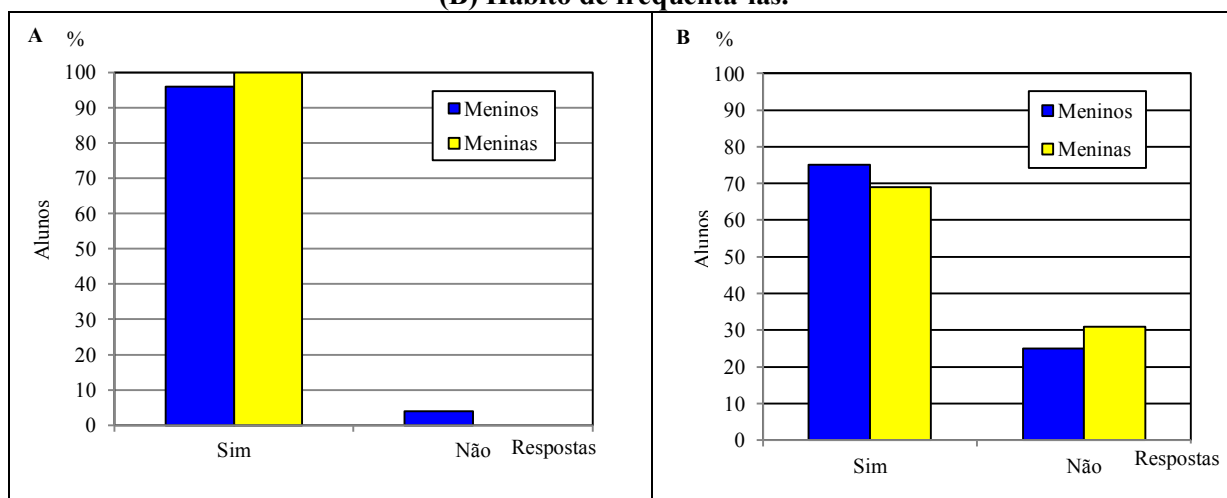 (B) Hábito de frequentá-las.
A %
100
90
80
70
60
50
40
30
20
10
0
Alunos
Meninos
Meninas
Sim Não Respostas
B %
100
90
80
70
60
50
40
30
20
10
0
Alunos
Meninos
Meninas
Sim Não Respostas